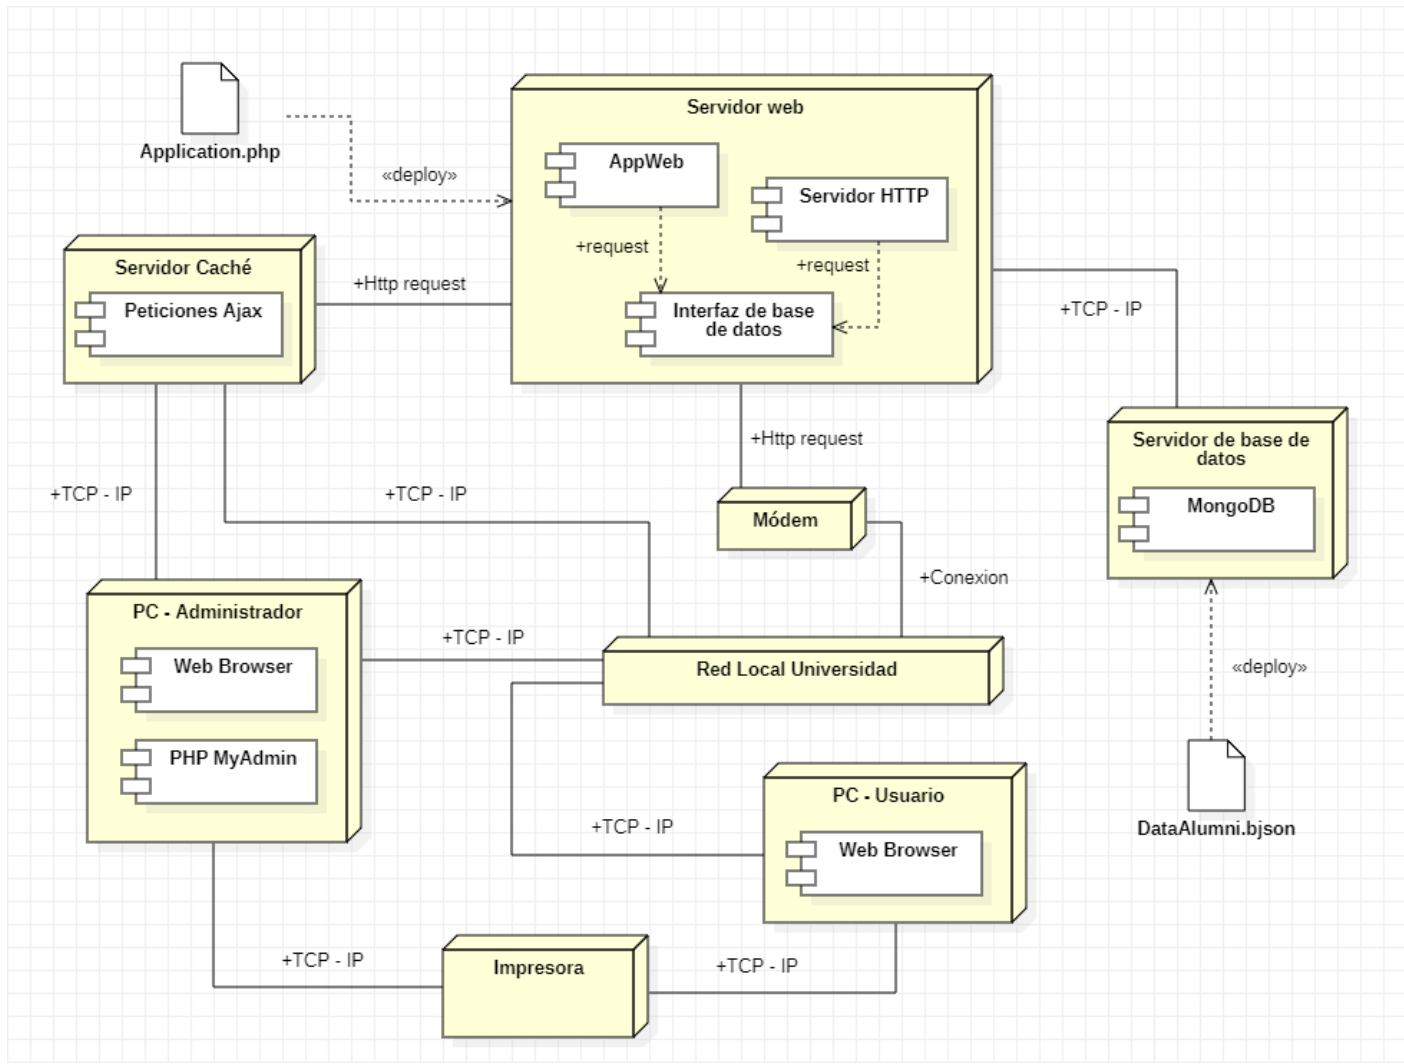 Servidor web
Application.php
«deploy»
AppWeb
Servidor HTTP
+request
+request
Servidor Caché
Peticiones Ajax
+Http request
Interfaz de base
de datos
+TCP - IP
+Http request
Servidor de base de
datos
MongoDB
+TCP - IP
+TCP - IP
Módem
+Conexion
PC - Administrador
Web Browser
PHP MyAdmin
+TCP - IP
Red Local Universidad
«deploy»
+TCP - IP
PC - Usuario
Web Browser
DataAlumni.bjson
+TCP - IP
Impresora
+TCP - IP